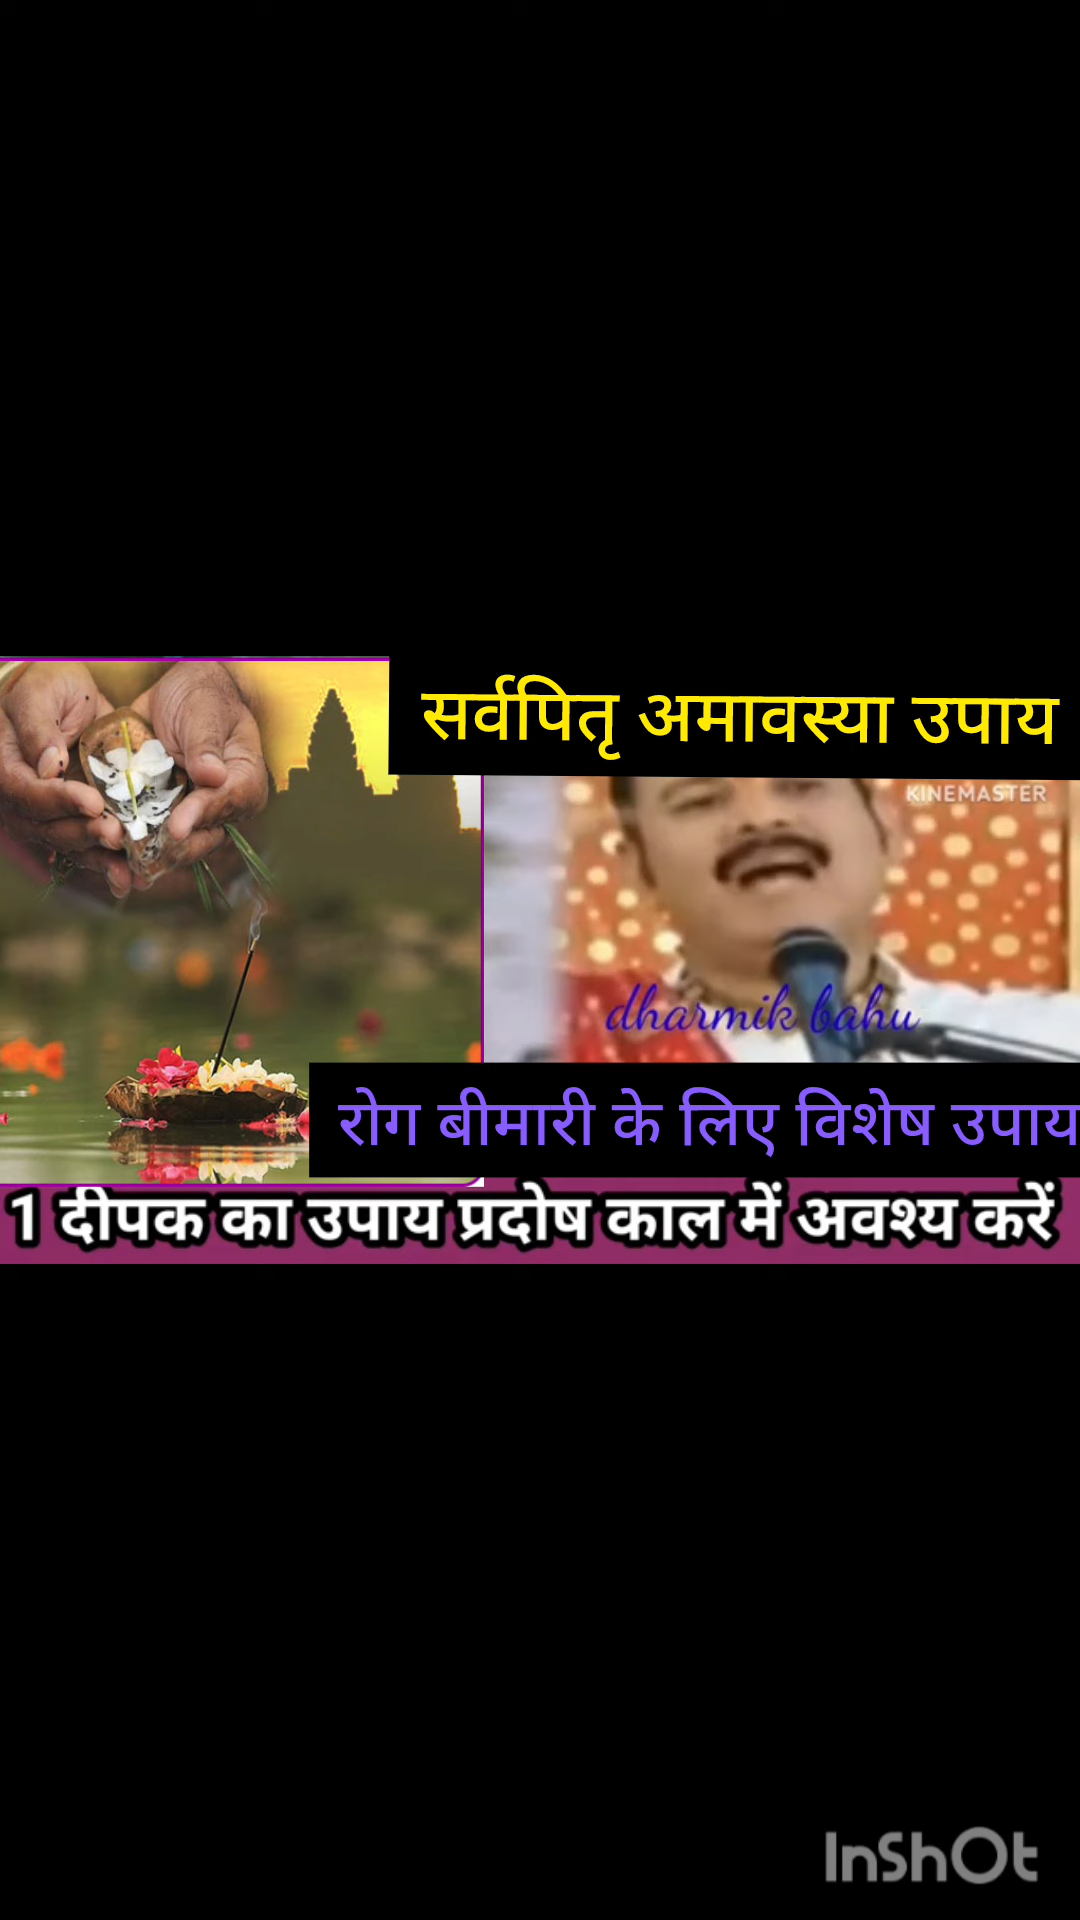 सर्वपितृ अमावस्या उपाय
KINEMASTER
dharmik bahu
रोग बीमारी के लिए विशेष उपाय
1 दीपक का उपाय प्रदोष काल में अवश्य करें
InShOt